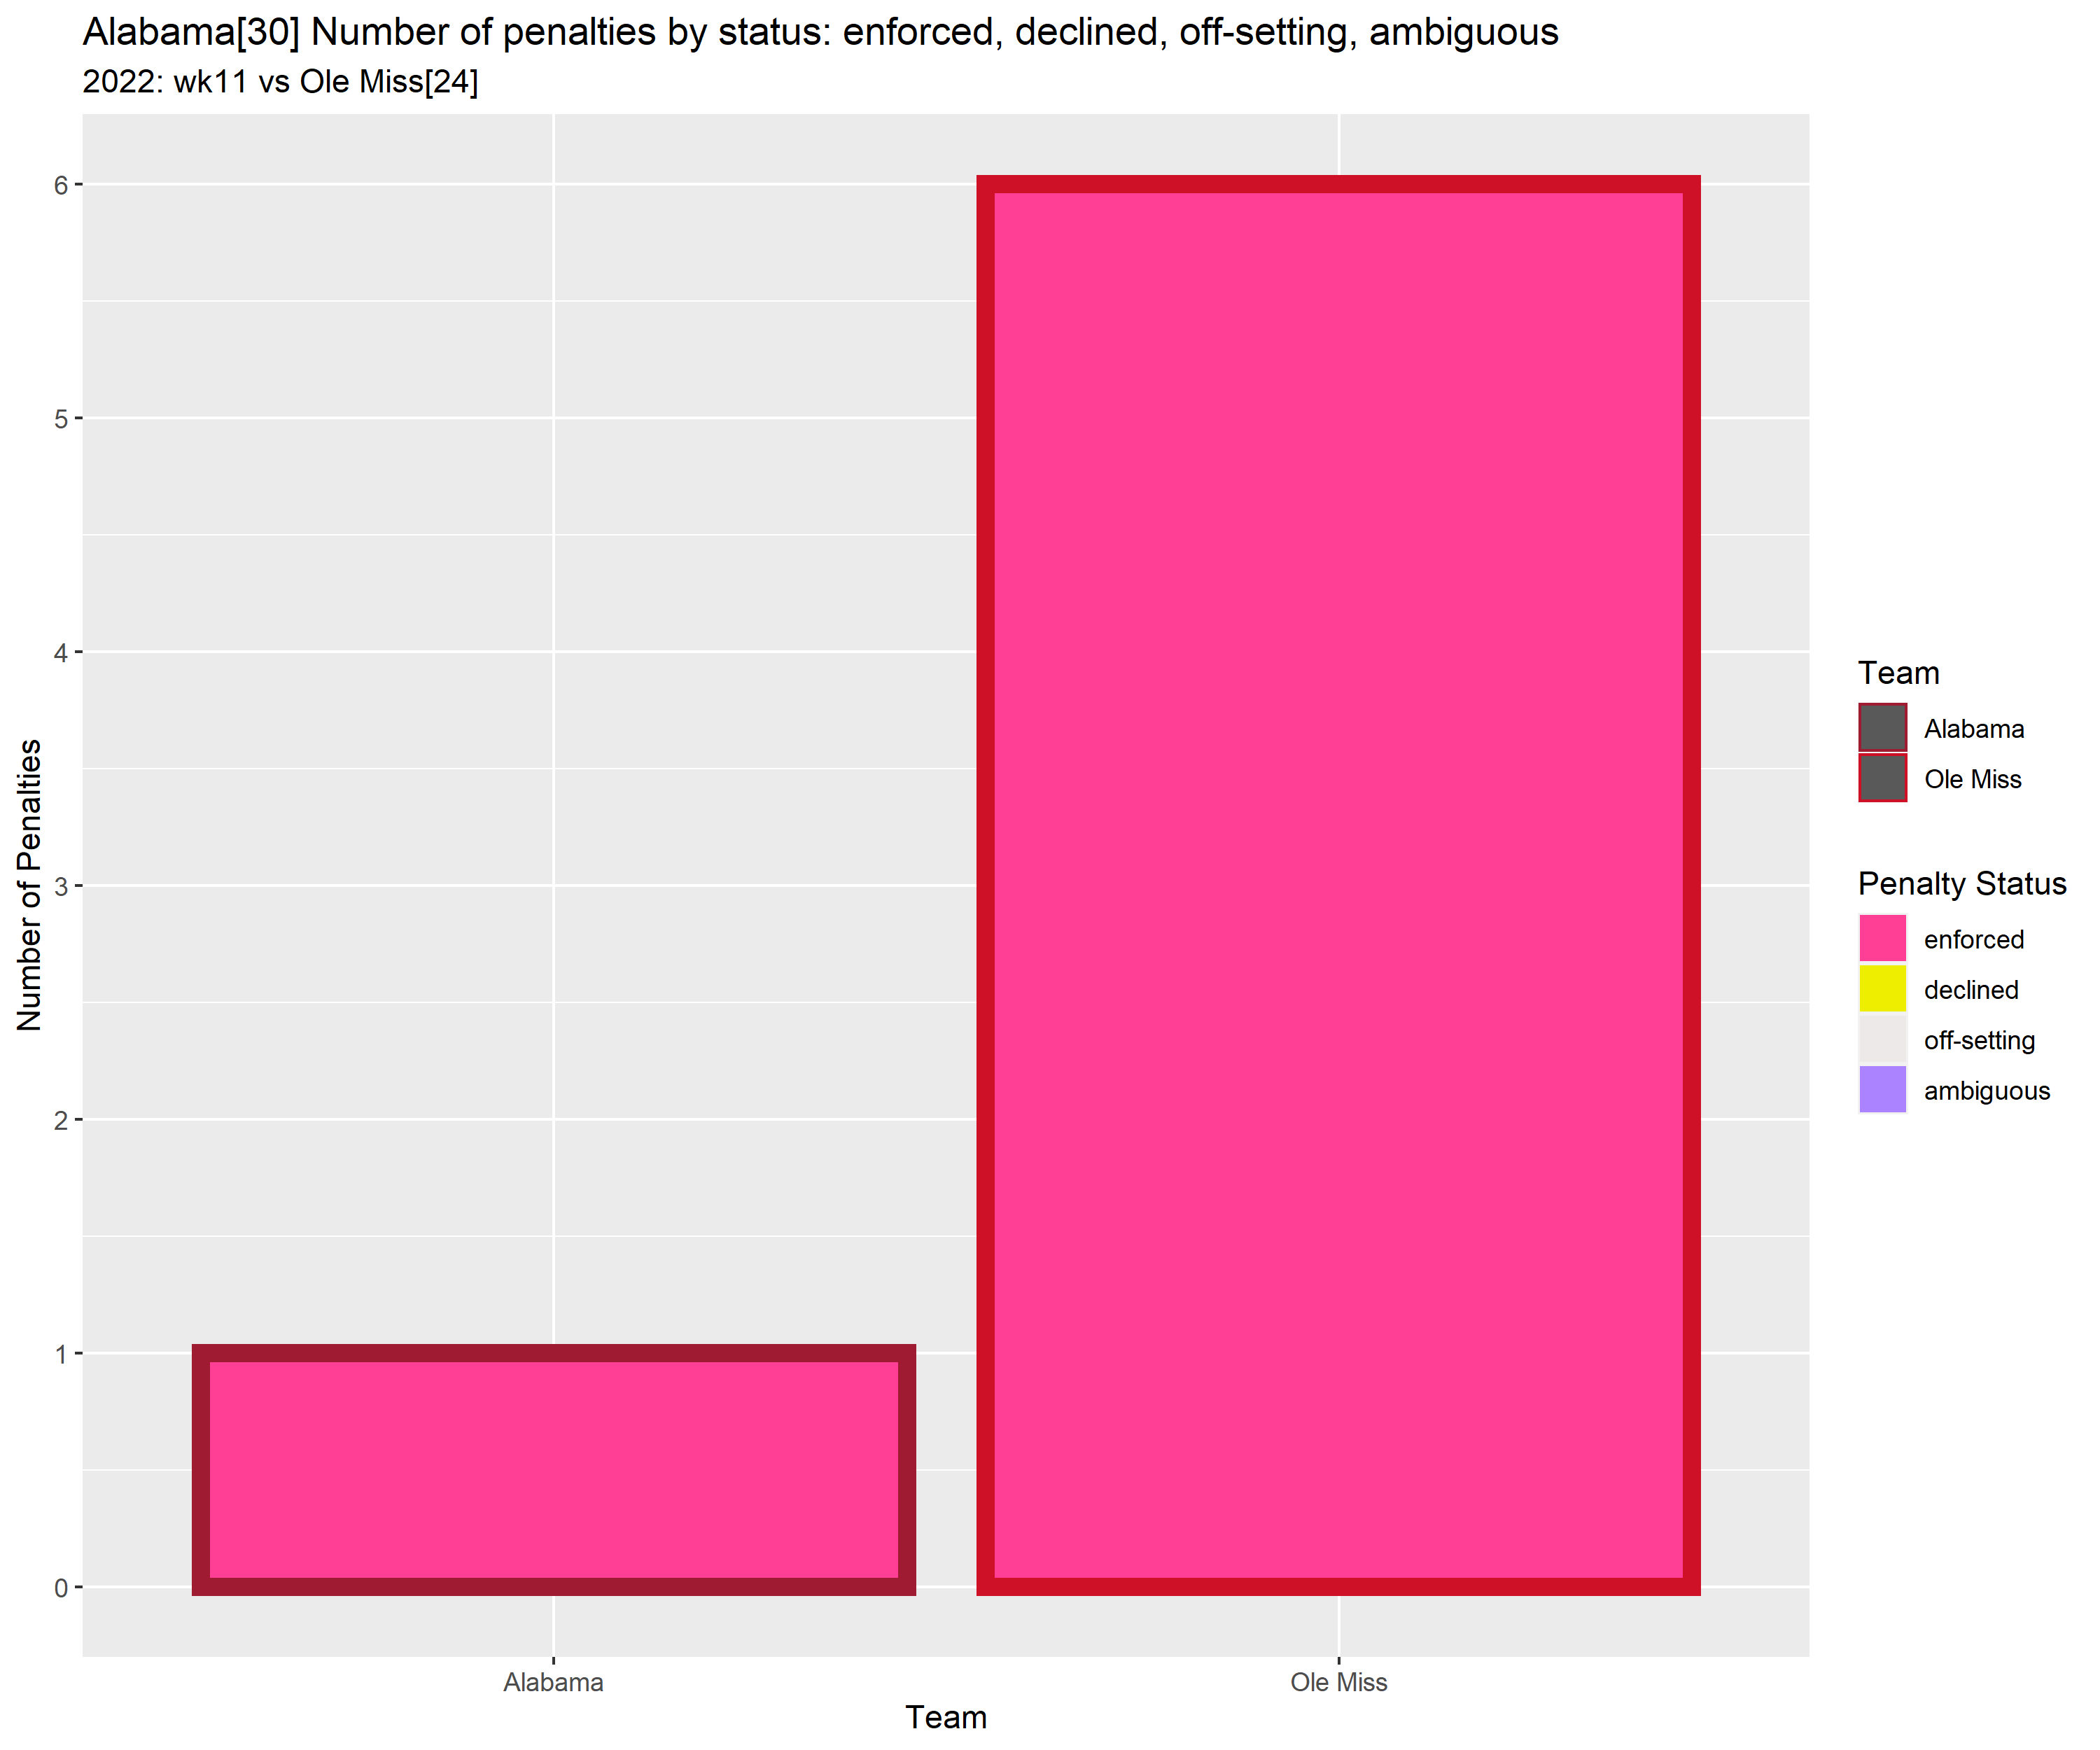 Alabama[30] Number of penalties by status: enforced, declined, off-setting, ambiguous
2022: wk11 vs Ole Miss[24]
Number of Penalties
6
5
4
3
2
1
0
Alabama
Ole Miss
Team
Team
Alabama
Ole Miss
Penalty Status
enforced
declined
off-setting
ambiguous